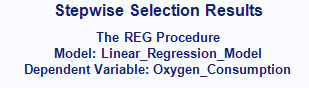 Stepwise Selection Results
The REG Procedure
Model: Linear_Regression_Model
Dependent Variable: Oxygen_Consumption